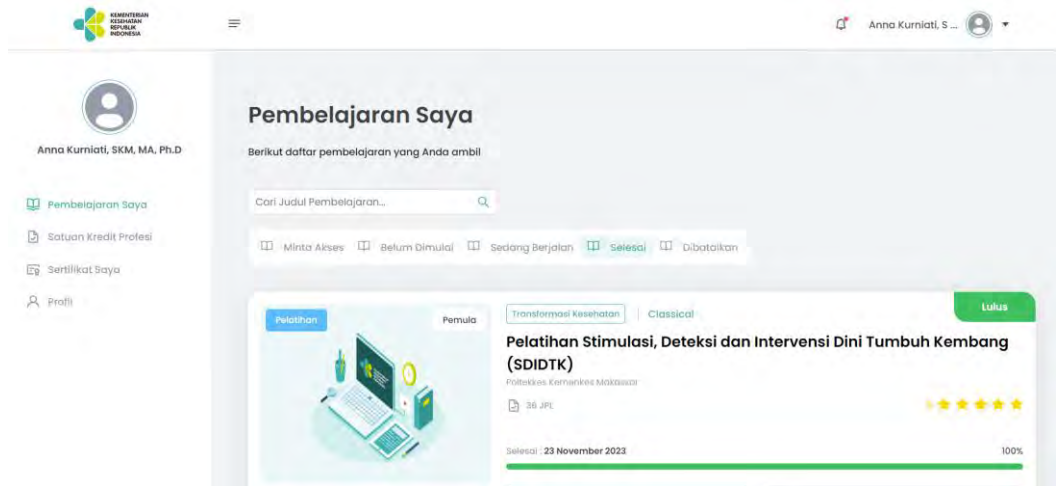 KEMENTERIAN
KESEHATAN
REPUBLIK
INDONESIA
Anna Kurniati, S ...
Anna Kurniati, SKM, MA, Ph.D
Pembelajaran Saya
Satuan Kredit Profesi
Sertifikat Saya
Profil
Pembelajaran Saya
Berikut daftar pembelajaran yang Anda ambil
Cari Judul Pembelajaran...
Minta Akses Belum Dimulai Sedang Berjalan Selesai Dibatalkan
Pelatihan Pemula
Transformasi Kesehatan Classical Lulus
Pelatihan Stimulasi, Deteksi dan Intervensi Dini Tumbuh Kembang
(SDIDTK)
Poltekkes Kemenkes Makassar
36 JPL
Selesai : 23 November 2023 100%